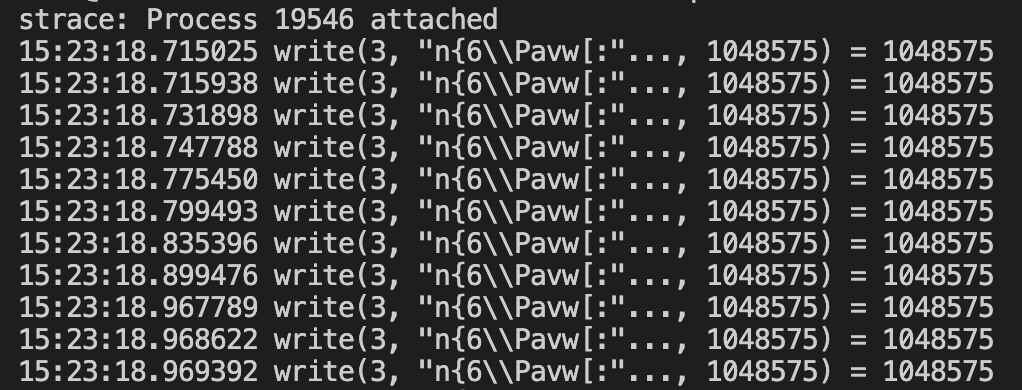 strace: Process 19546 attached
15:23:18.715025 write(3, "n{6\\Pavw[:"..., 1048575) = 1048575
15:23:18.715938 write(3, "n{6\\Pavw[:"..., 1048575) = 1048575
15:23:18.731898 write(3, "n{6\\Pavw[:"..., 1048575) = 1048575
15:23:18.747788 write(3, "n{6\\Pavw[:"..., 1048575) = 1048575
15:23:18.775450 write(3, "n{6\\Pavw[:"..., 1048575) = 1048575
15:23:18.799493 write(3, "n{6\\Pavw[:"..., 1048575) = 1048575
15:23:18.835396 write(3, "n{6\\Pavw[:"..., 1048575) = 1048575
15:23:18.899476 write(3, "n{6\\Pavw[:"..., 1048575) = 1048575
15:23:18.967789 write(3, "n{6\\Pavw[:"..., 1048575) = 1048575
15:23:18.968622 write(3, "n{6\\Pavw[:"..., 1048575) = 1048575
15:23:18.969392 write(3, "n{6\\Pavw[:"..., 1048575) = 1048575